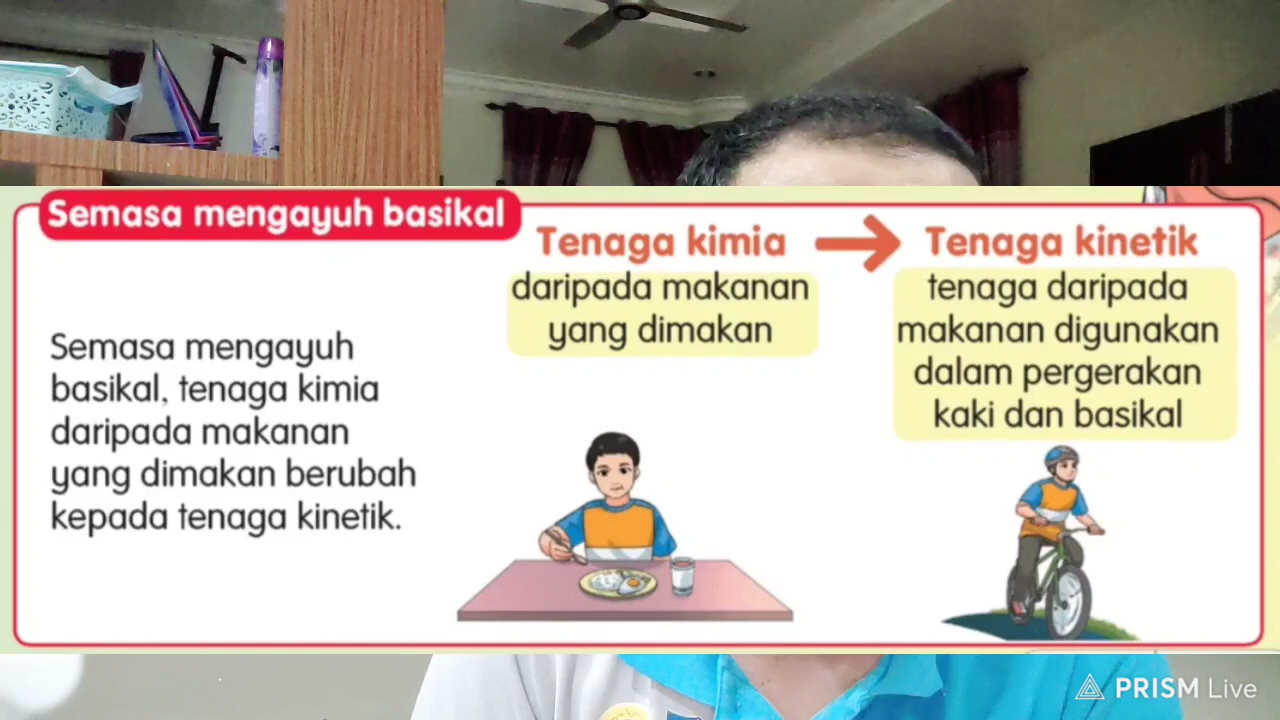 Semasa mengayuh basikal
Tenaga kimia
daripada makanan
yang dimakan
Tenaga kinetik
tenaga daripada
makanan digunakan
dalam pergerakan
kaki dan basikal
Semasa mengayuh
basikal, tenaga kimia
daripada makanan
yang dimakan berubah
kepada tenaga kinetik.
PRISM Live